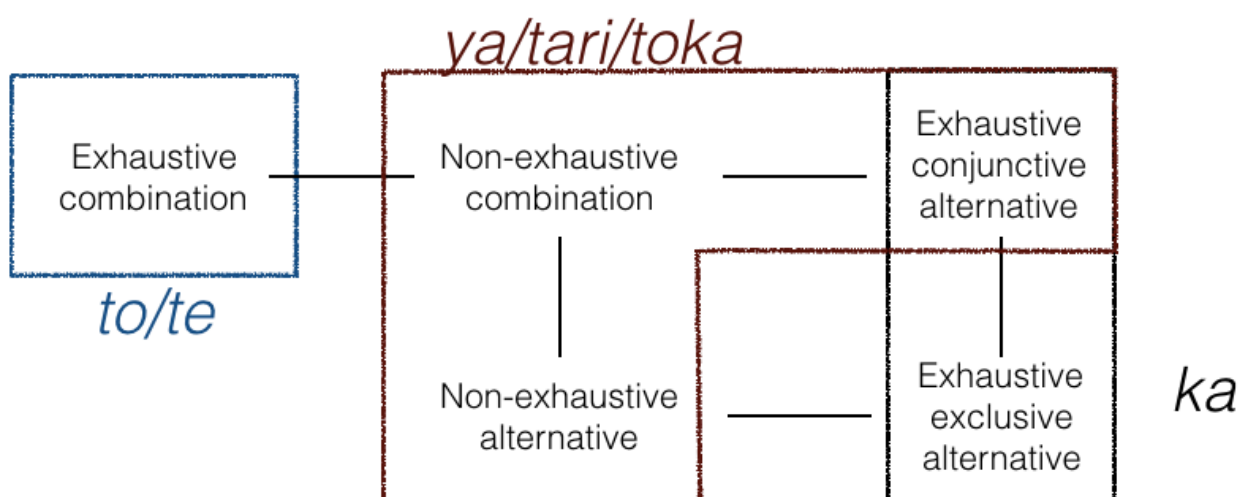 ya/tari/toka
Exhaustive
combination
Non-exhaustive
combination
Exhaustive
conjunctive
alternative
to/te
Non-exhaustive
alternative
Exhaustive
exclusive
alternative
ka